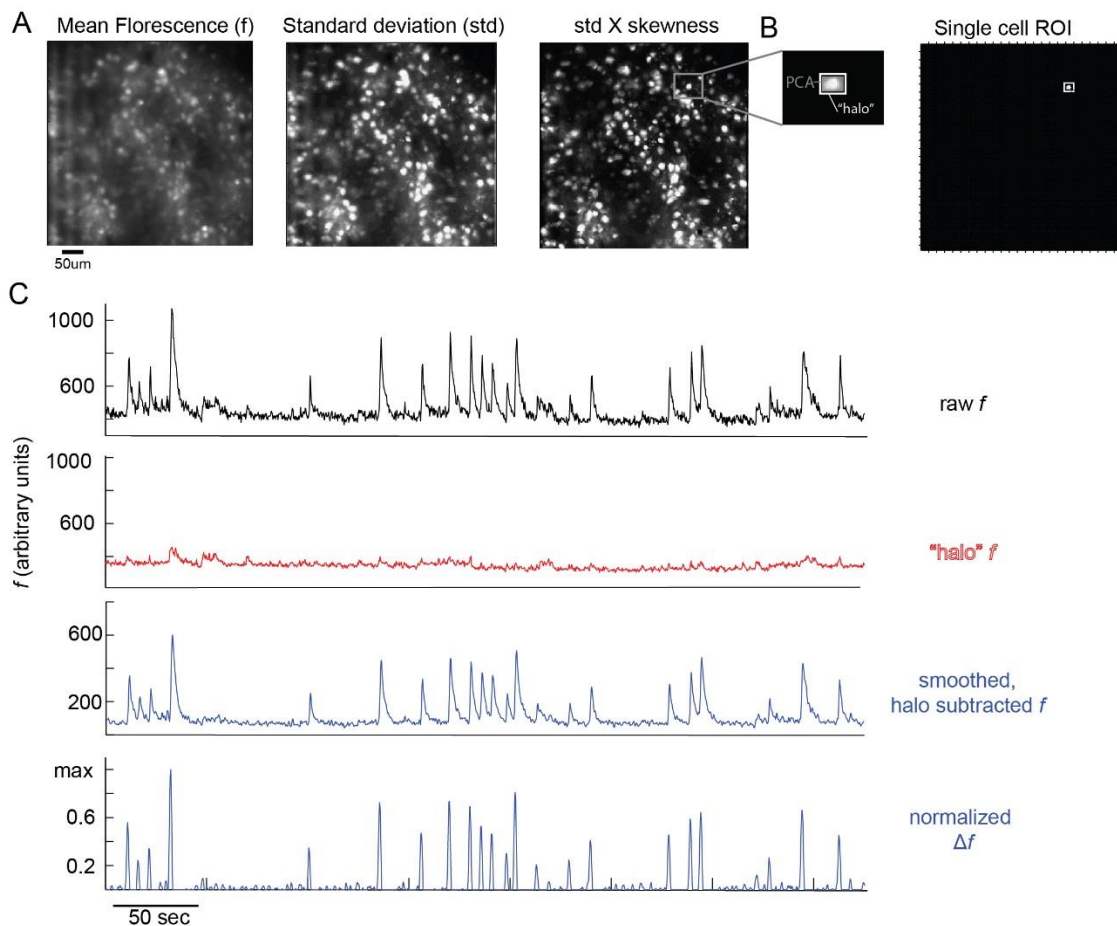 A
Mean Florescence (f)
Standard deviation (std)
std X skewness
B
Single cell ROI
PCA
"halo"
50um
C
f (arbitrary units)
1000
600
raw f
1000
600
"halo" f
600
200
smoothed,
halo subtracted f
max
0.6
0.2
normalized
Δf
50 sec